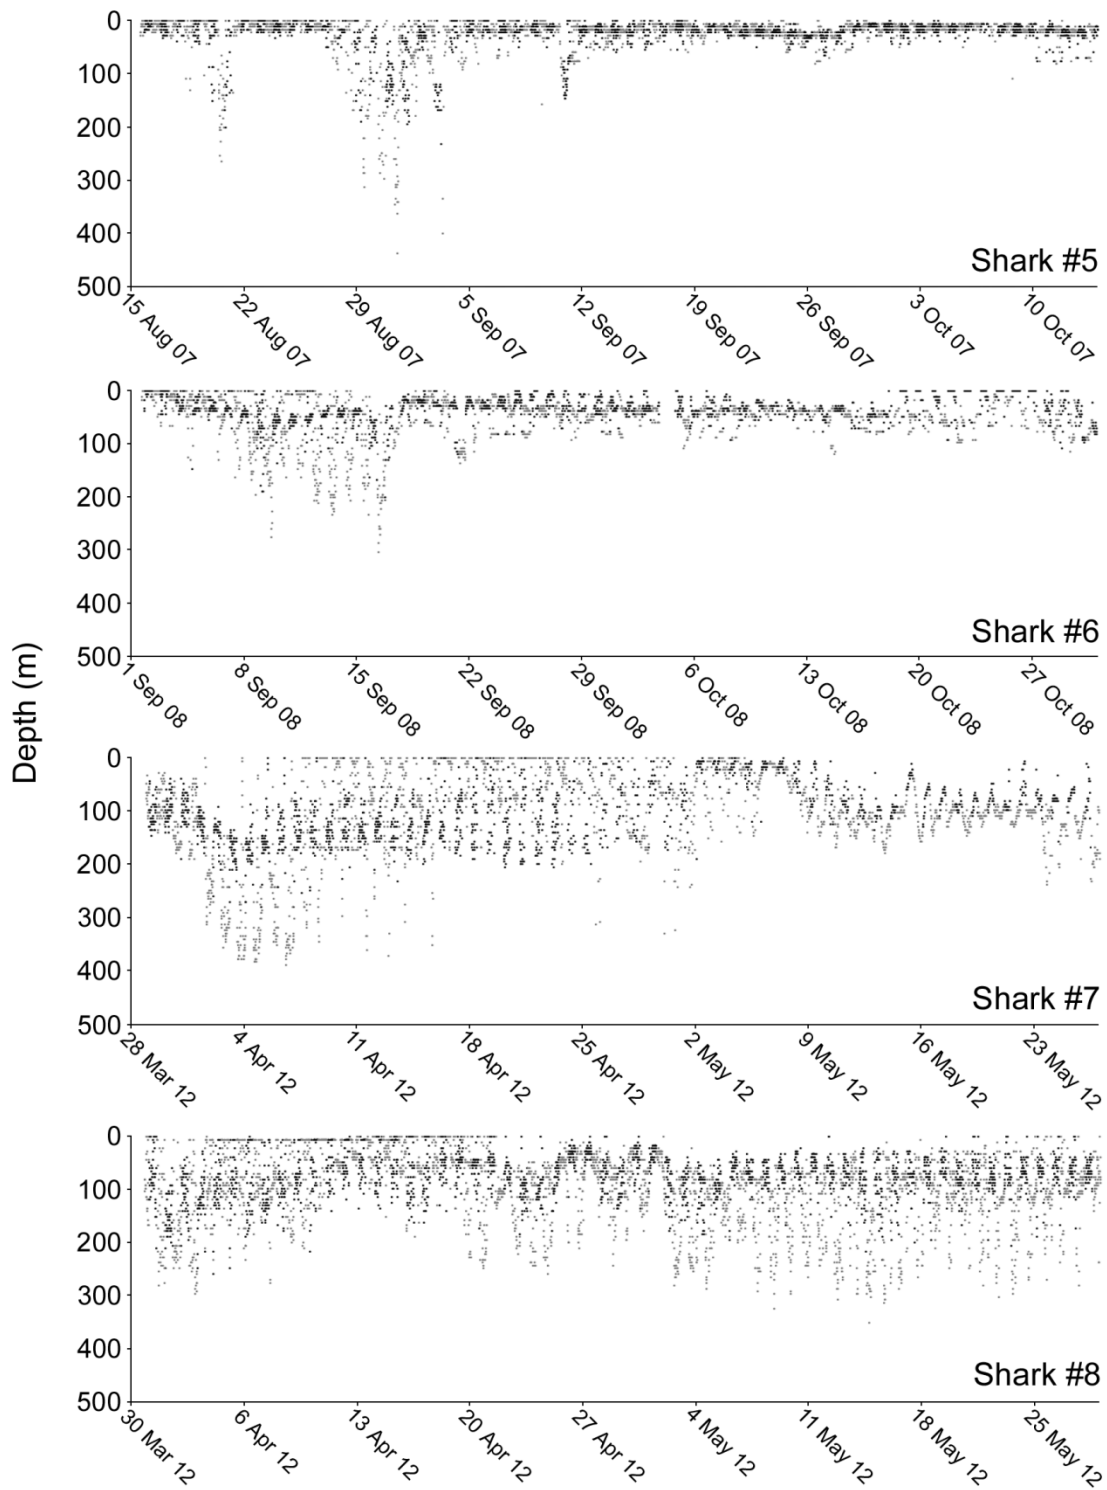 Depth (m)
0
100
200
300
400
500
Shark #5
15 Aug 07
22 Aug 07
29 Aug 07
5 Sep 07
12 Sep 07
19 Sep 07
26 Sep 07
3 Oct 07
10 Oct 07
0
100
200
300
400
500
Shark #6
1 Sep 08
8 Sep 08
15 Sep 08
22 Sep 08
29 Sep 08
6 Oct 08
13 Oct 08
20 Oct 08
27 Oct 08
0
100
200
300
400
500
Shark #7
28 Mar 12
4 Apr 12
11 Apr 12
18 Apr 12
25 Apr 12
2 May 12
9 May 12
16 May 12
23 May 12
0
100
200
300
400
500
Shark #8
30 Mar 12
6 Apr 12
13 Apr 12
20 Apr 12
27 Apr 12
4 May 12
11 May 12
18 May 12
25 May 12